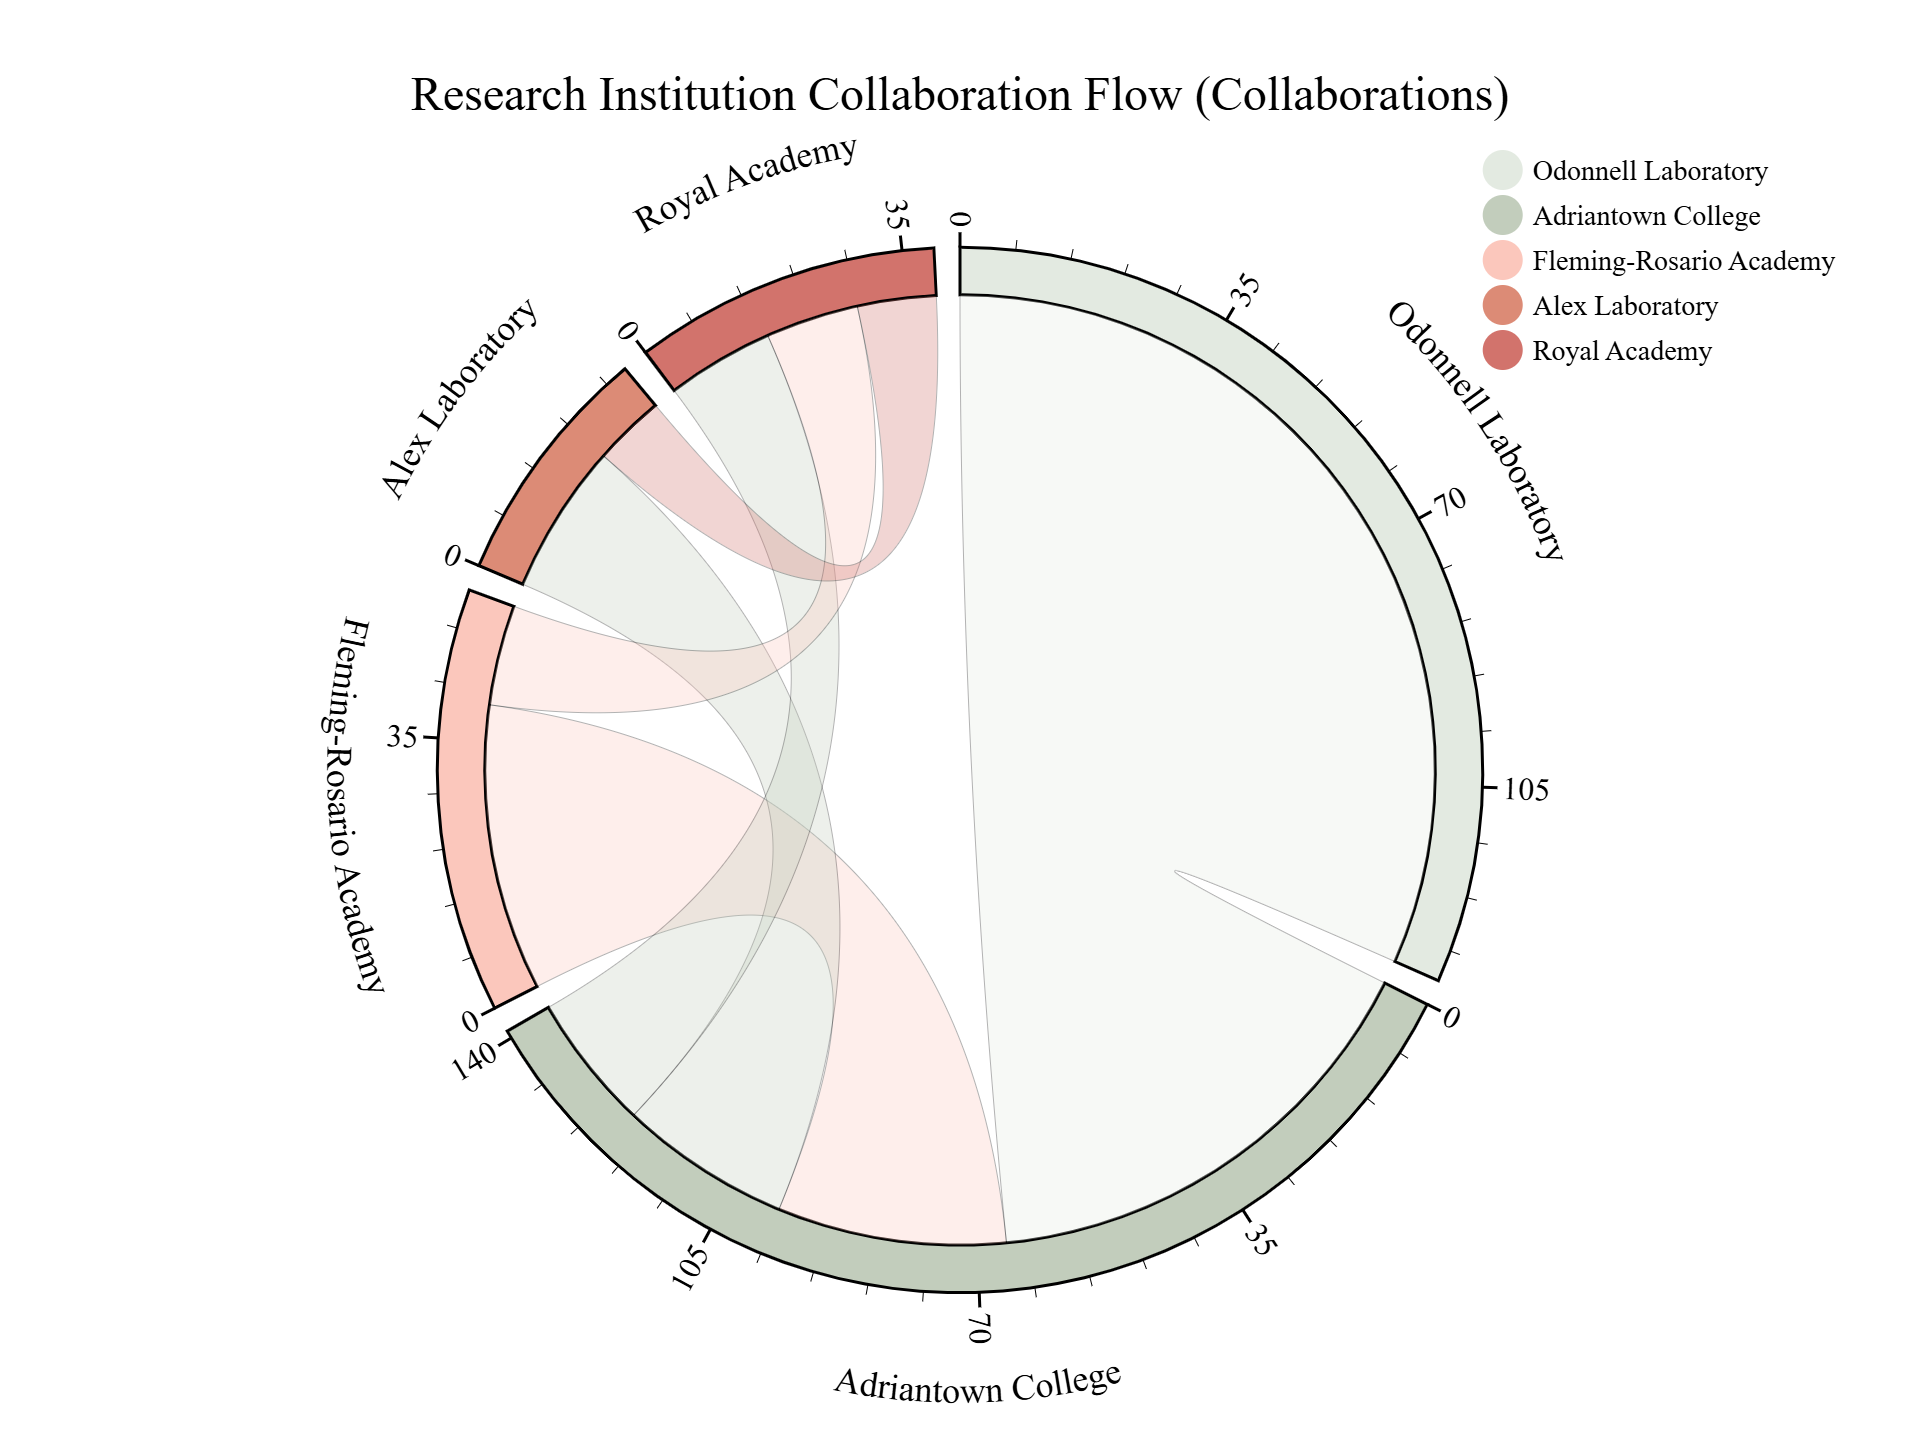 Research Institution Collaboration Flow (Collaborations)
Odonnell Laboratory
Adriantown College
Fleming-Rosario Academy
Alex Laboratory
Royal Academy
0
35
70
105
Odonnell Laboratory
0
35
70
105
140
Adriantown College
0
35
Fleming-Rosario Academy
0
Alex Laboratory
0
35
Royal Academy